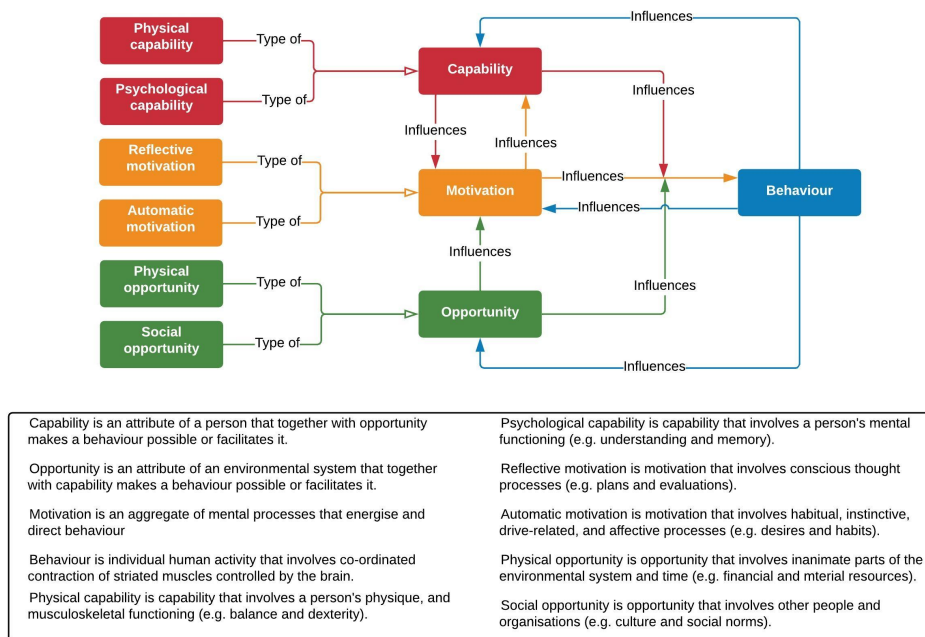 Influences
Physical
capability
Type of
Capability
Psychological
capability
Type of
Influences
Influences
Reflective
motivation
Type of
Motivation
Influences
Behaviour
Automatic
motivation
Type of
Influences
Influences
Physical
opportunity
Type of
Influences
Opportunity
Social
opportunity
Type of
Influences
Capability is an attribute of a person that together with opportunity
makes a behaviour possible or facilitates it.
Opportunity is an attribute of an environmental system that together
with capability makes a behaviour possible or facilitates it.
Motivation is an aggregate of mental processes that energise and
direct behaviour
Behaviour is individual human activity that involves co-ordinated
contraction of striated muscles controlled by the brain.
Physical capability is capability that involves a person's physique, and
musculoskeletal functioning (e.g. balance and dexterity).
Psychological capability is capability that involves a person's mental
functioning (e.g. understanding and memory).
Reflective motivation is motivation that involves conscious thought
processes (e.g. plans and evaluations).
Automatic motivation is motivation that involves habitual, instinctive,
drive-related, and affective processes (e.g. desires and habits).
Physical opportunity is opportunity that involves inanimate parts of the
environmental system and time (e.g. financial and mterial resources).
Social opportunity is opportunity that involves other people and
organisations (e.g. culture and social norms).